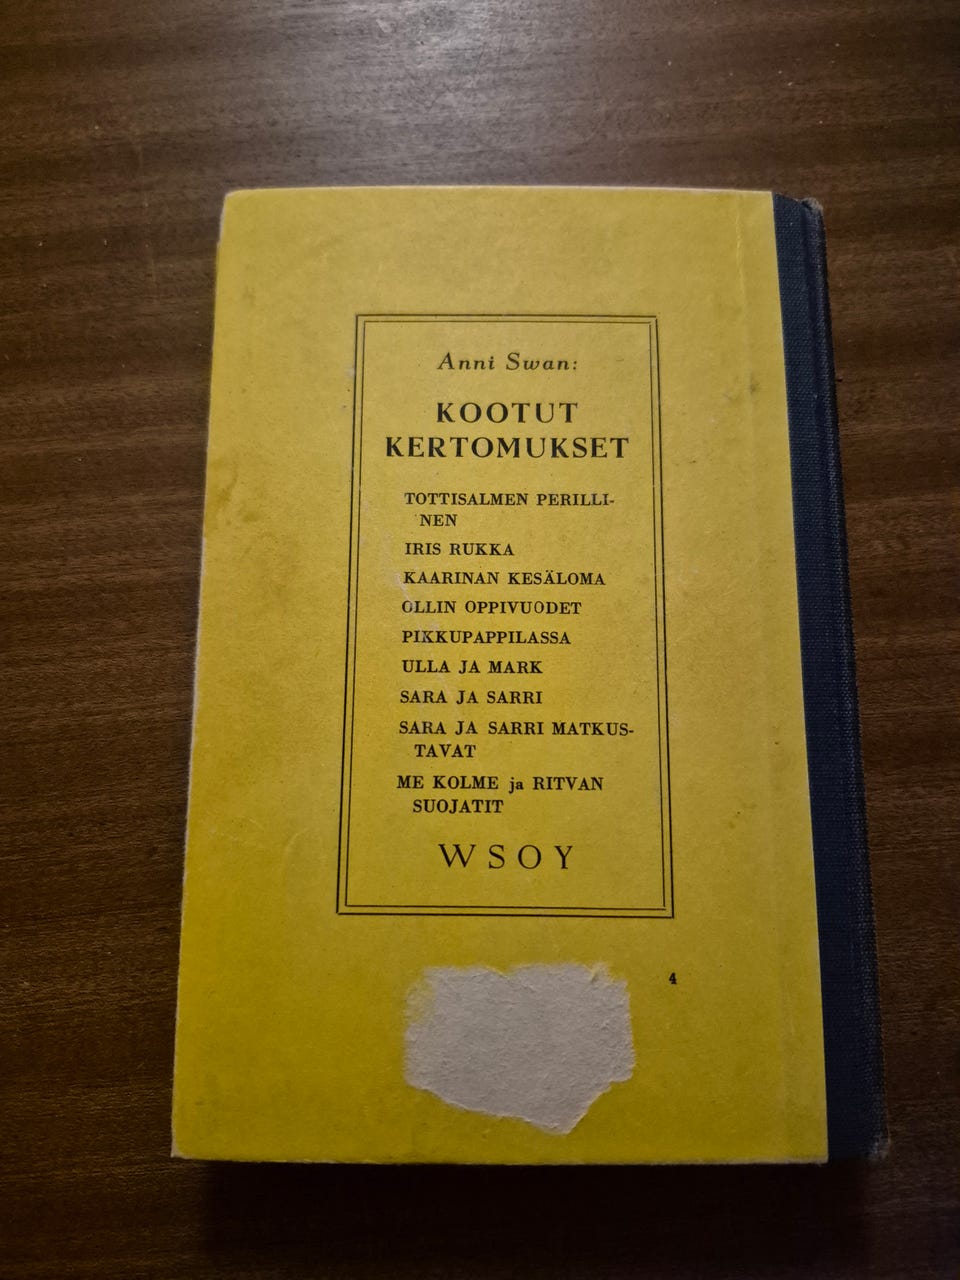 Anni Swan:
KOOTUT
KERTOMUKSET
TOTTISALMEN PERILLI-
NEN
IRIS RUKKA
KAARINAN KESÄLOMA
OLLIN OPPIVUODET
PIKKUPAPPILASSA
ULLA JA MARK
SARA JA SARRI
SARA JA SARRI MATKUS-
TAVAT
ME KOLME ja RITVAN
SUOJATIT
WSOY
4